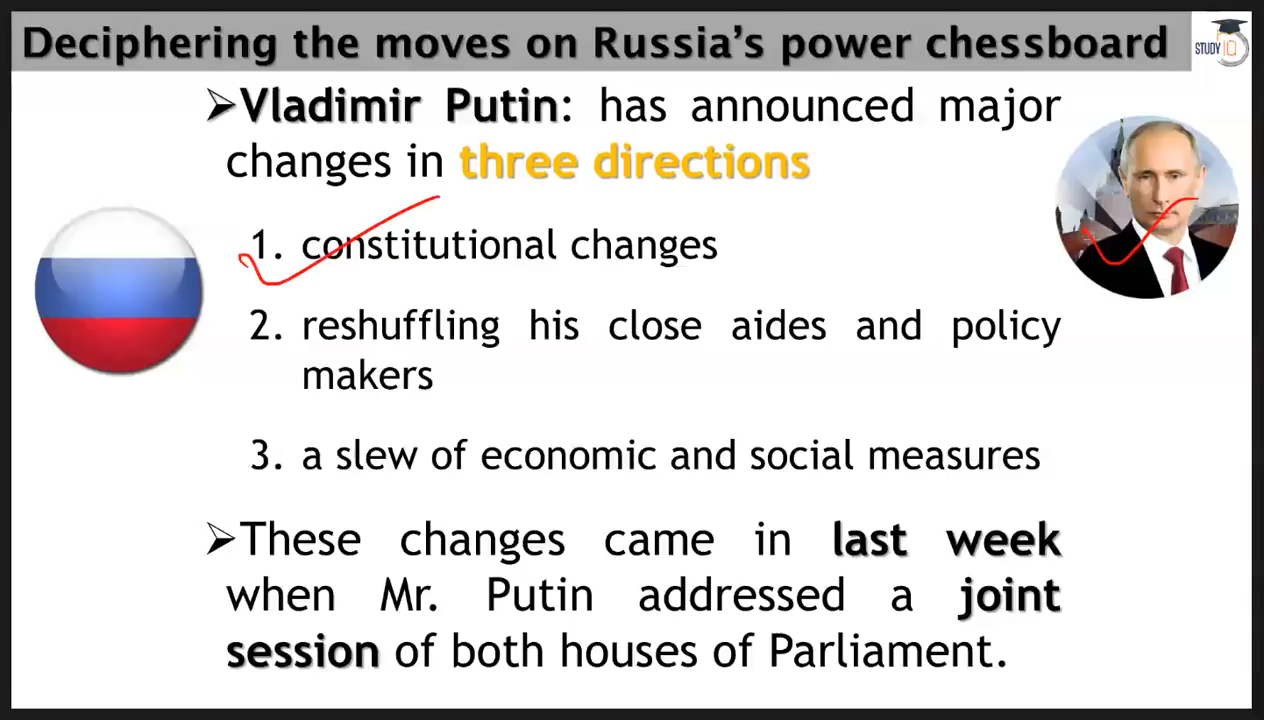 Deciphering the moves on Russia's power chessboard
STUDY IQ
➢Vladimir Putin: has announced major
changes in three directions
1. constitutional changes
2. reshuffling his close aides and policy
makers
3. a slew of economic and social measures
➢These changes came in last week
when Mr. Putin addressed a joint
session of both houses of Parliament.